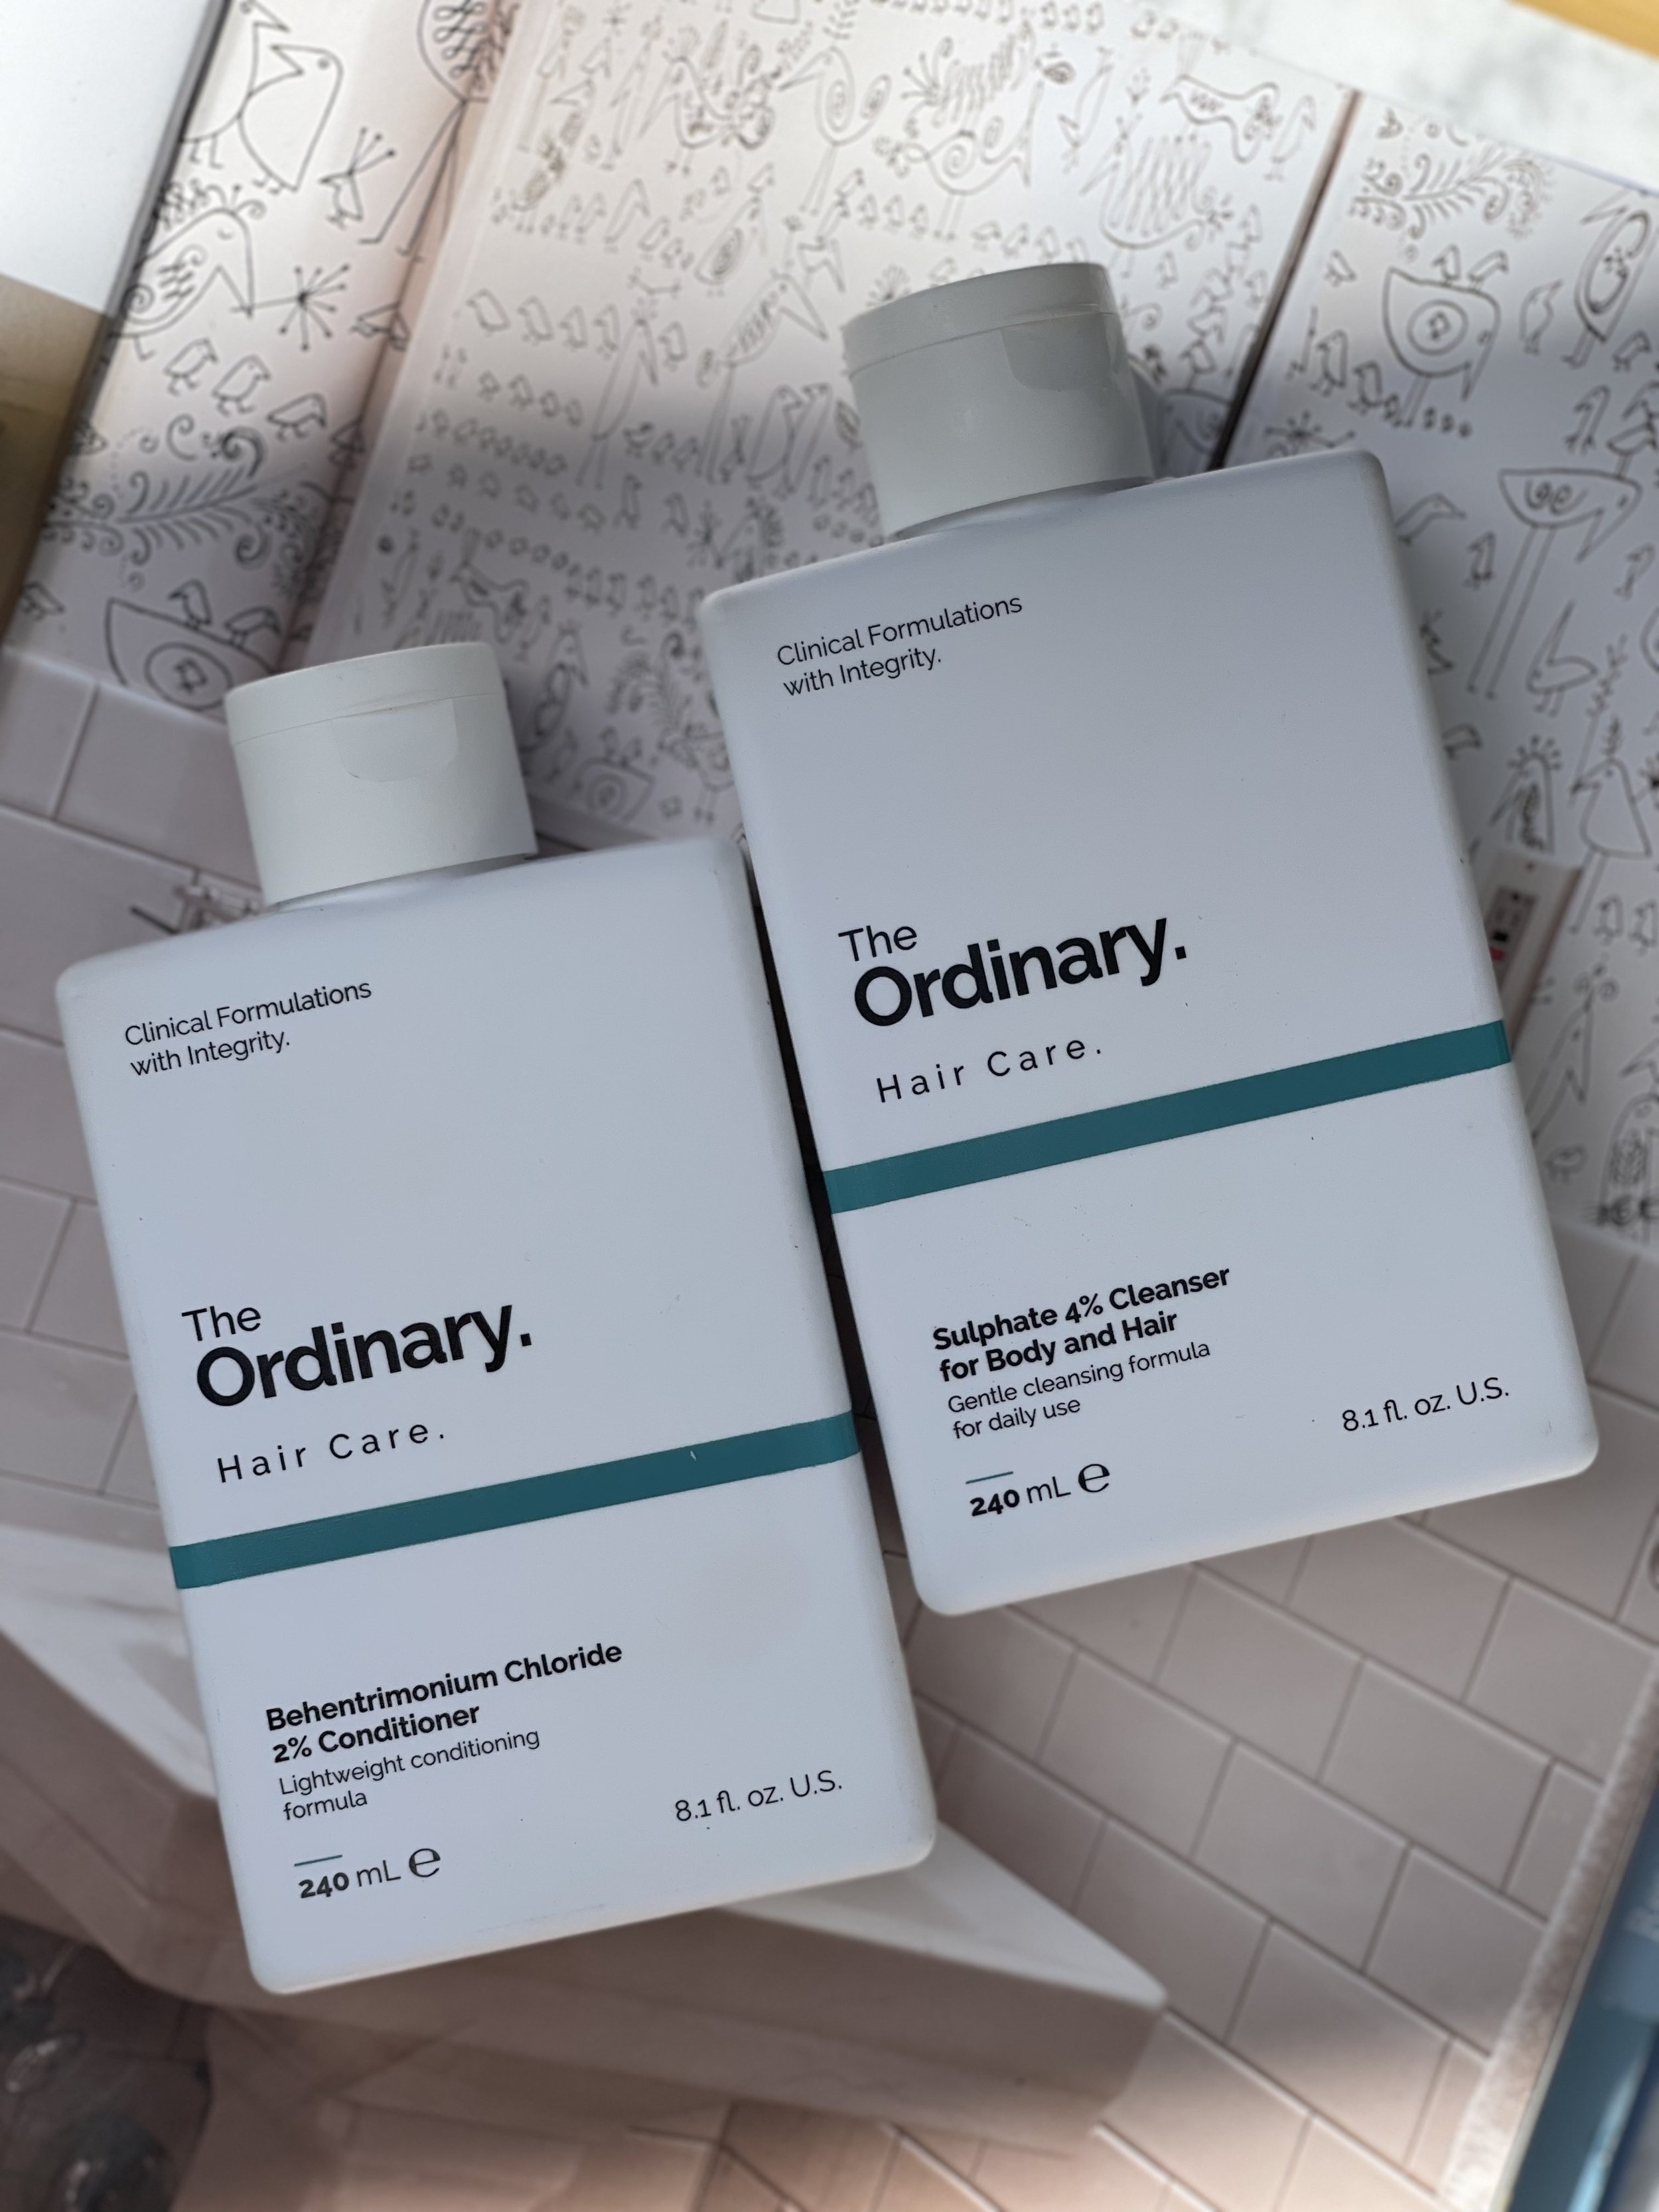 Clinical Formulations
with Integrity.
The
Ordinary.
Hair Care.
Behentrimonium Chloride
2% Conditioner
Lightweight conditioning
formula
240 mL ℮
8.1 fl. oz. U.S.
Clinical Formulations
with Integrity.
The
Ordinary.
Hair Care.
Sulphate 4% Cleanser
for Body and Hair
Gentle cleansing formula
for daily use
240 mL ℮
8.1 fl. oz. U.S.